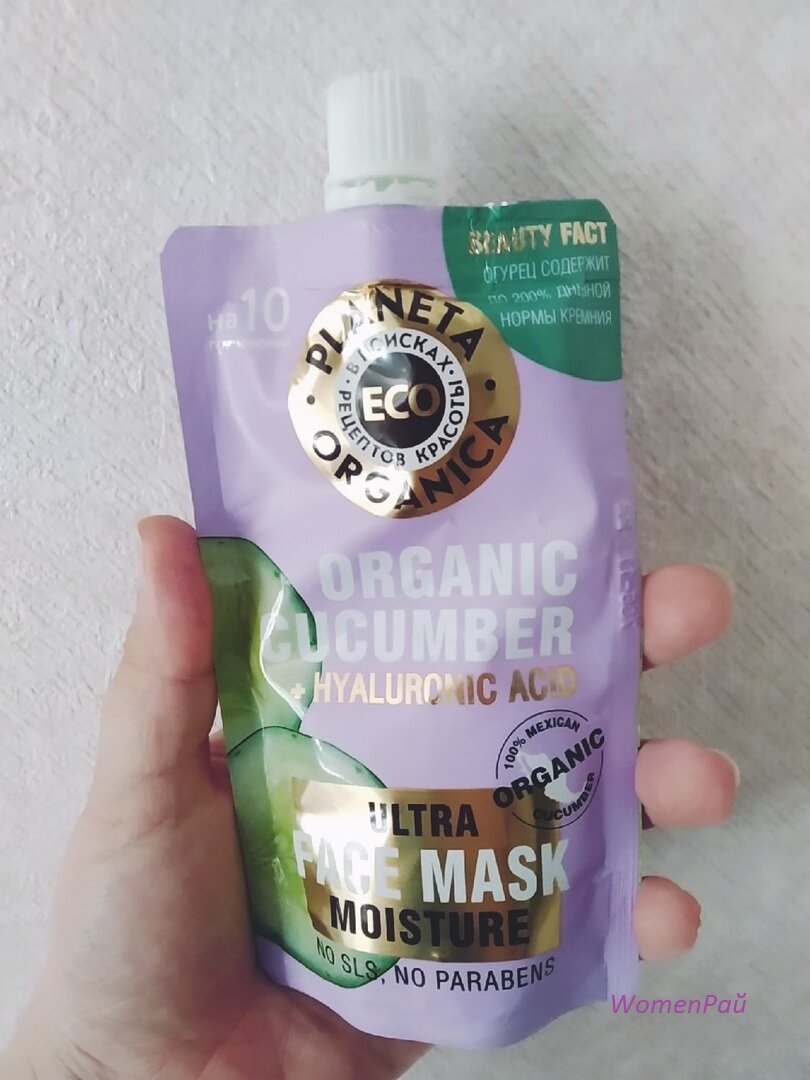 BEAUTY FACT
ОГУРЕЦ СОДЕРЖИТ
ДО 200% ДНЕВНОЙ
НОРМЫ КРЕМНИЯ
на 10
PLANETA
В ПОИСКАХ
ECO
РЕЦЕПТОВ КРАСОТЫ
ORGANICA
ORGANIC
CUCUMBER
+ HYALURONIC ACID
100% MEXICAN
ORGANIC
CUCUMBER
ULTRA
FACE MASK
MOISTURE
NO SLS, NO PARABENS
WomenРай